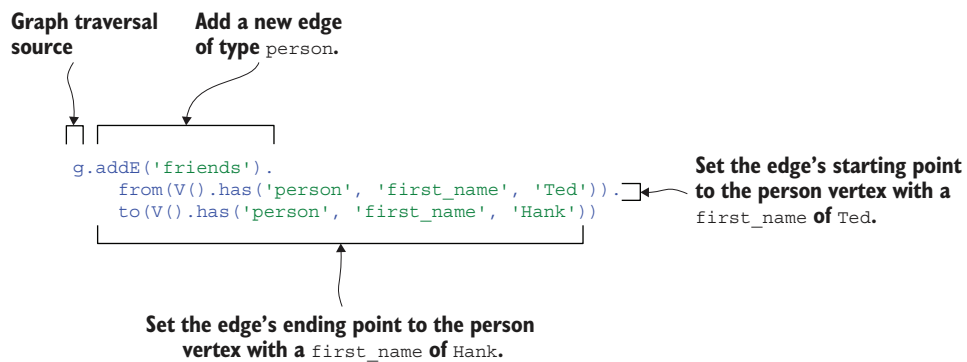 Graph traversal
source
Add a new edge
of type person.
g.addE('friends').
from(V().has('person', 'first_name', 'Ted')).
to(V().has('person', 'first_name', 'Hank'))
Set the edge's starting point
to the person vertex with a
first_name of Ted.
Set the edge's ending point to the person
vertex with a first_name of Hank.